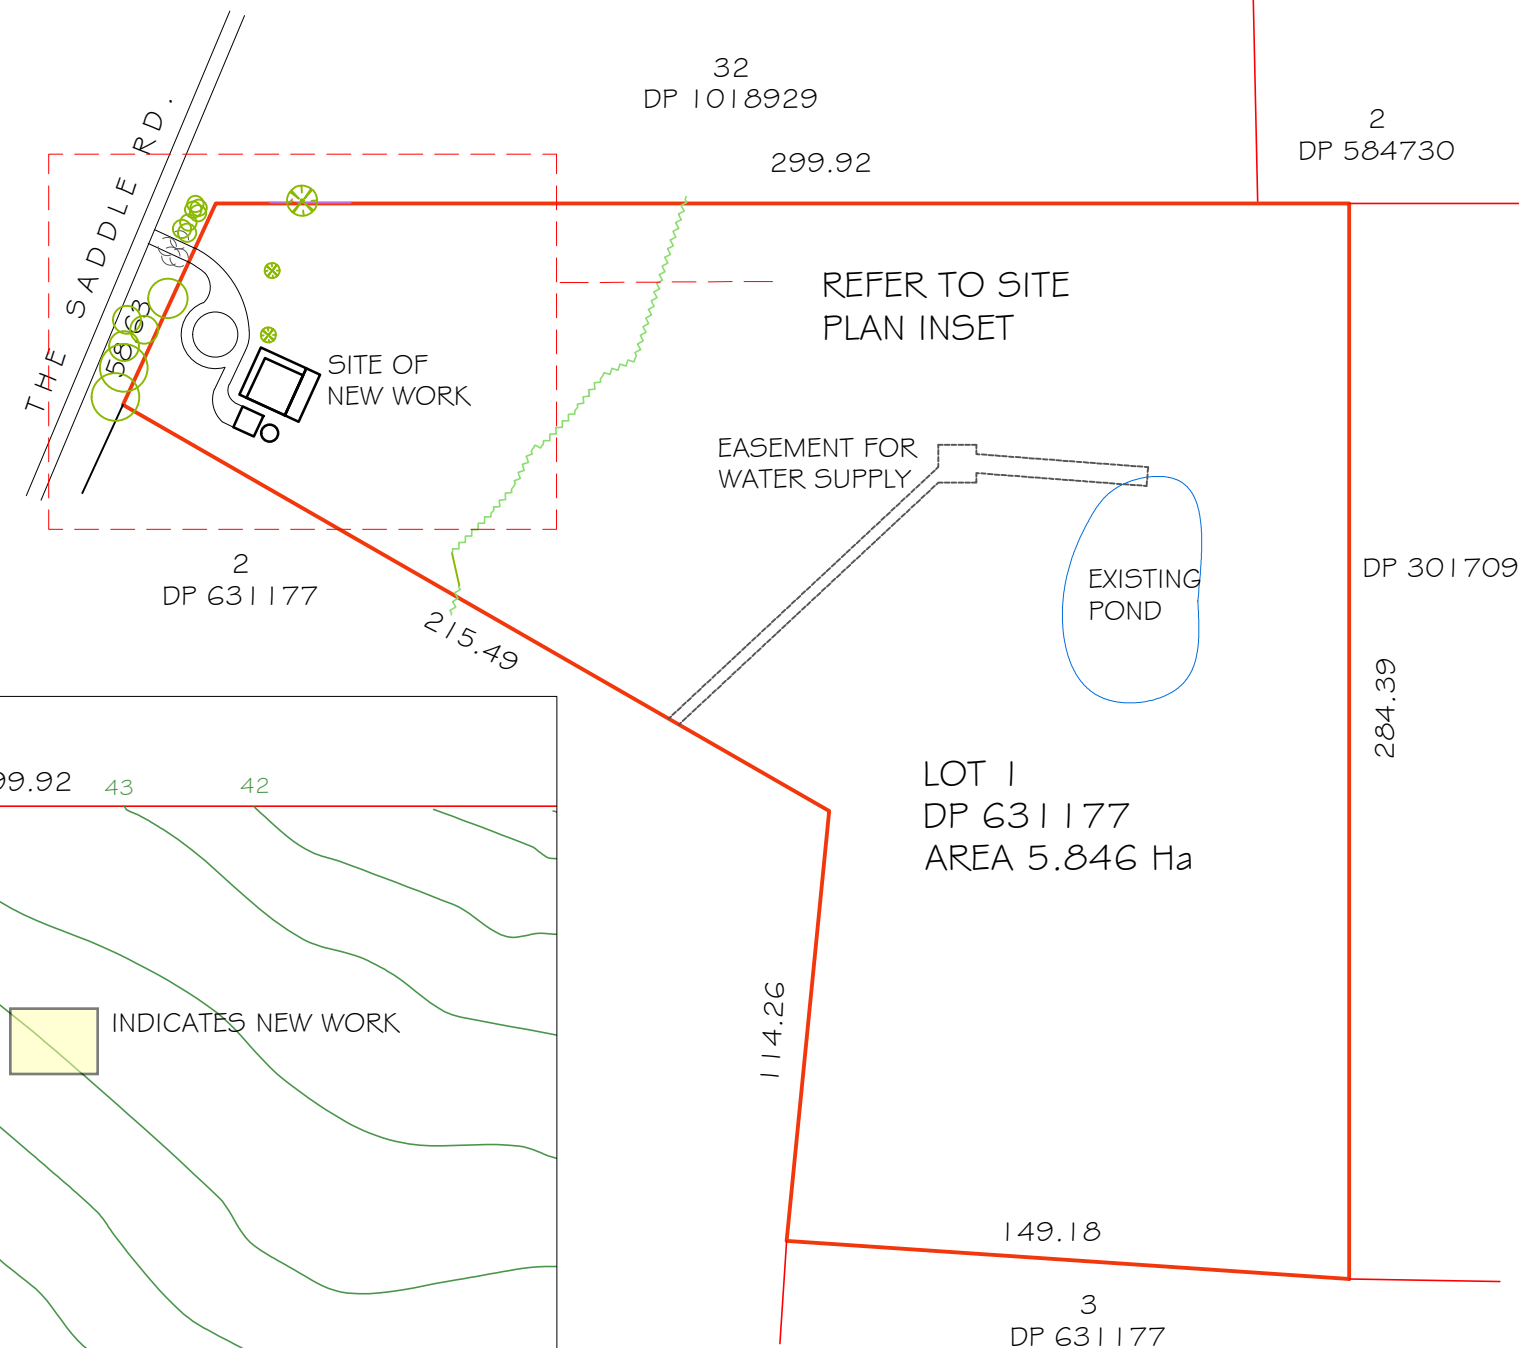 32
DP 1018929
2
DP 584730
299.92
THE SADDLE RD.
58.63
REFER TO SITE
PLAN INSET
SITE OF
NEW WORK
EASEMENT FOR
WATER SUPPLY
EXISTING
POND
DP 301709
2
DP 631177
215.49
284.39
LOT 1
DP 631177
AREA 5.846 Ha
99.92
43
42
INDICATES NEW WORK
114.26
149.18
3
DP 631177